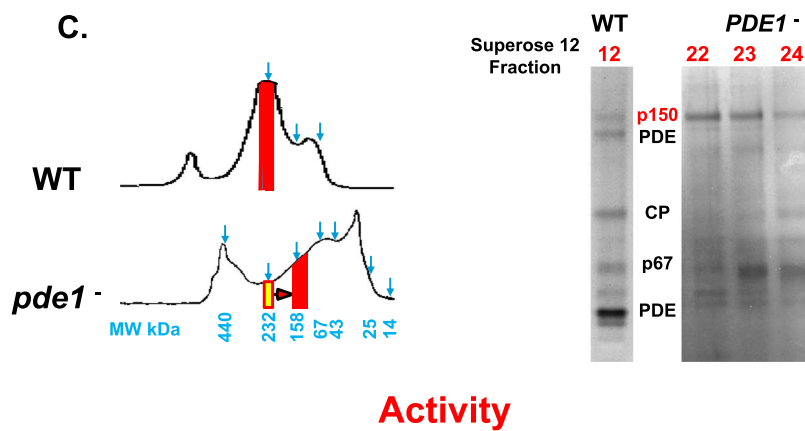 C.
WT
pde1 -
MW kDa
440
232
158
67
43
25
14
WT
PDE1 -
Superose 12
Fraction
12
22
23
24
p150
PDE
CP
p67
PDE
Activity